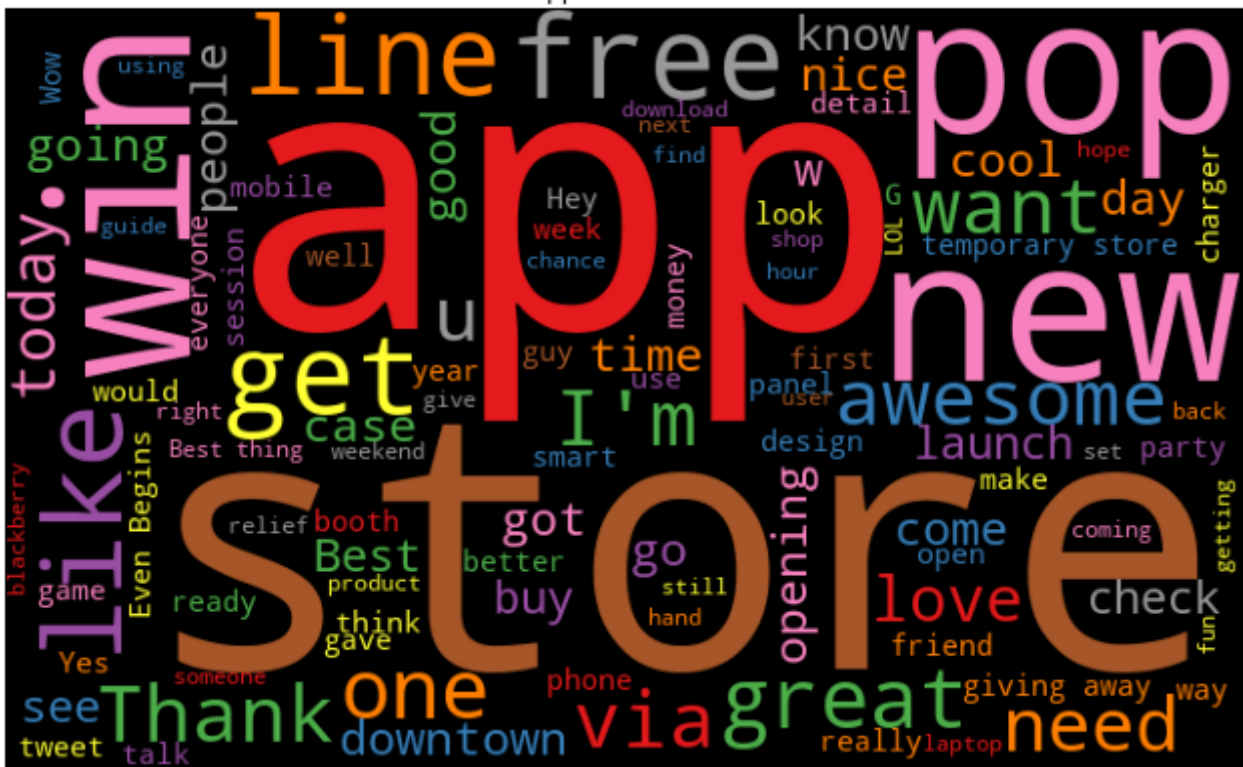 Wow
using
line
free
know
nice
detail
pop
win
people
going
download
next
find
cool
hope
good
mobile
app
Hey
week
chance
W
look
shop
hour
G
LOL
want
day
charger
temporary store
guide
everyone
session
well
money
today.
u
new
get
year
give
guy
time
use
first
panel
user
awesome
back
would
right
case
I'm
Best thing
weekend
smart
design
launch
set
party
like
Even Begins
blackberry
store
opening
make
getting
relief
booth
got
Best
better
product
go
still
come
open
coming
game
ready
think
gave
buy
hand
love
check
fun
friend
Yes
someone
see
Thank
one
phone
via
great
giving away
way
downtown
need
tweet
talk
really
laptop